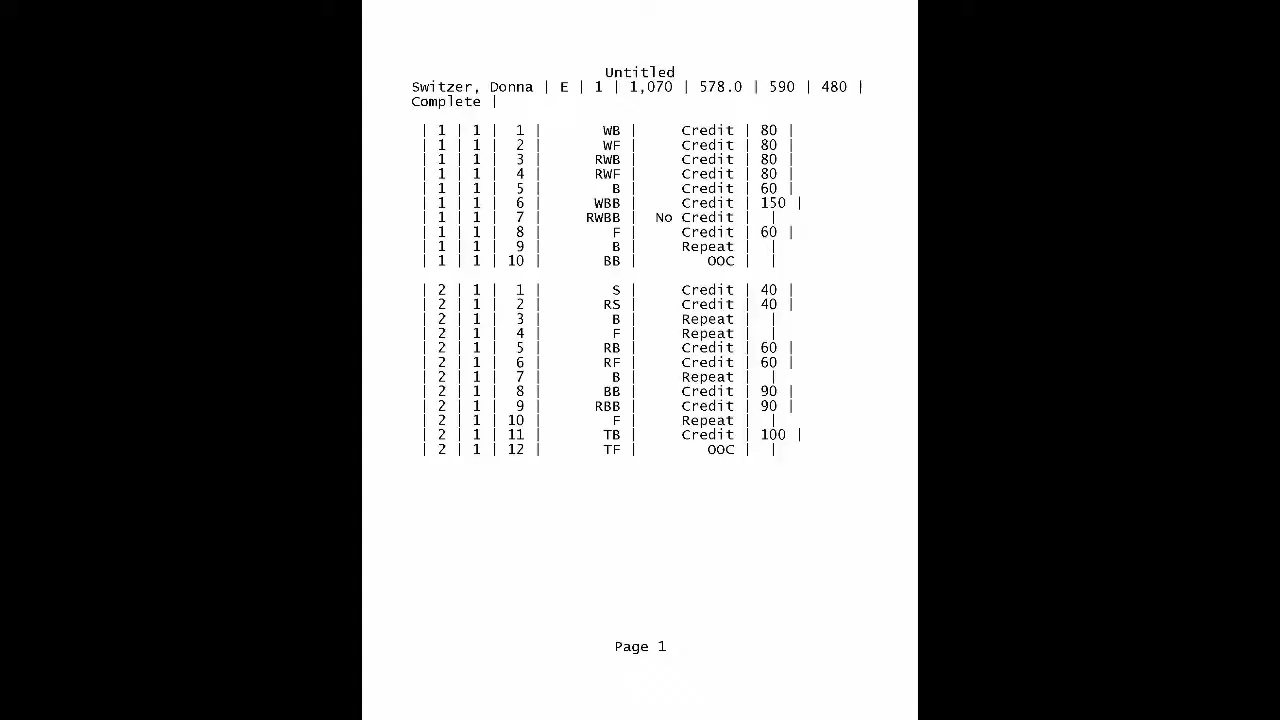 Untitled
Switzer, Donna | E | 1 | 1,070 | 578.0 | 590 | 480 |
Complete |
| 1 | 1 | 1 | WB | Credit | 80 |
| 1 | 1 | 2 | WF | Credit | 80 |
| 1 | 1 | 3 | RWB | Credit | 80 |
| 1 | 1 | 4 | RWF | Credit | 80 |
| 1 | 1 | 5 | B | Credit | 60 |
| 1 | 1 | 6 | WBB | Credit | 150 |
| 1 | 1 | 7 | RWBB | No Credit | |
| 1 | 1 | 8 | F | Credit | 60 |
| 1 | 1 | 9 | B | Repeat | |
| 1 | 1 | 10 | BB | OOC | |
| 2 | 1 | 1 | S | Credit | 40 |
| 2 | 1 | 2 | RS | Credit | 40 |
| 2 | 1 | 3 | B | Repeat | |
| 2 | 1 | 4 | F | Repeat | |
| 2 | 1 | 5 | RB | Credit | 60 |
| 2 | 1 | 6 | RF | Credit | 60 |
| 2 | 1 | 7 | B | Repeat | |
| 2 | 1 | 8 | BB | Credit | 90 |
| 2 | 1 | 9 | RBB | Credit | 90 |
| 2 | 1 | 10 | F | Repeat | |
| 2 | 1 | 11 | TB | Credit | 100 |
| 2 | 1 | 12 | TF | OOC | |
Page 1